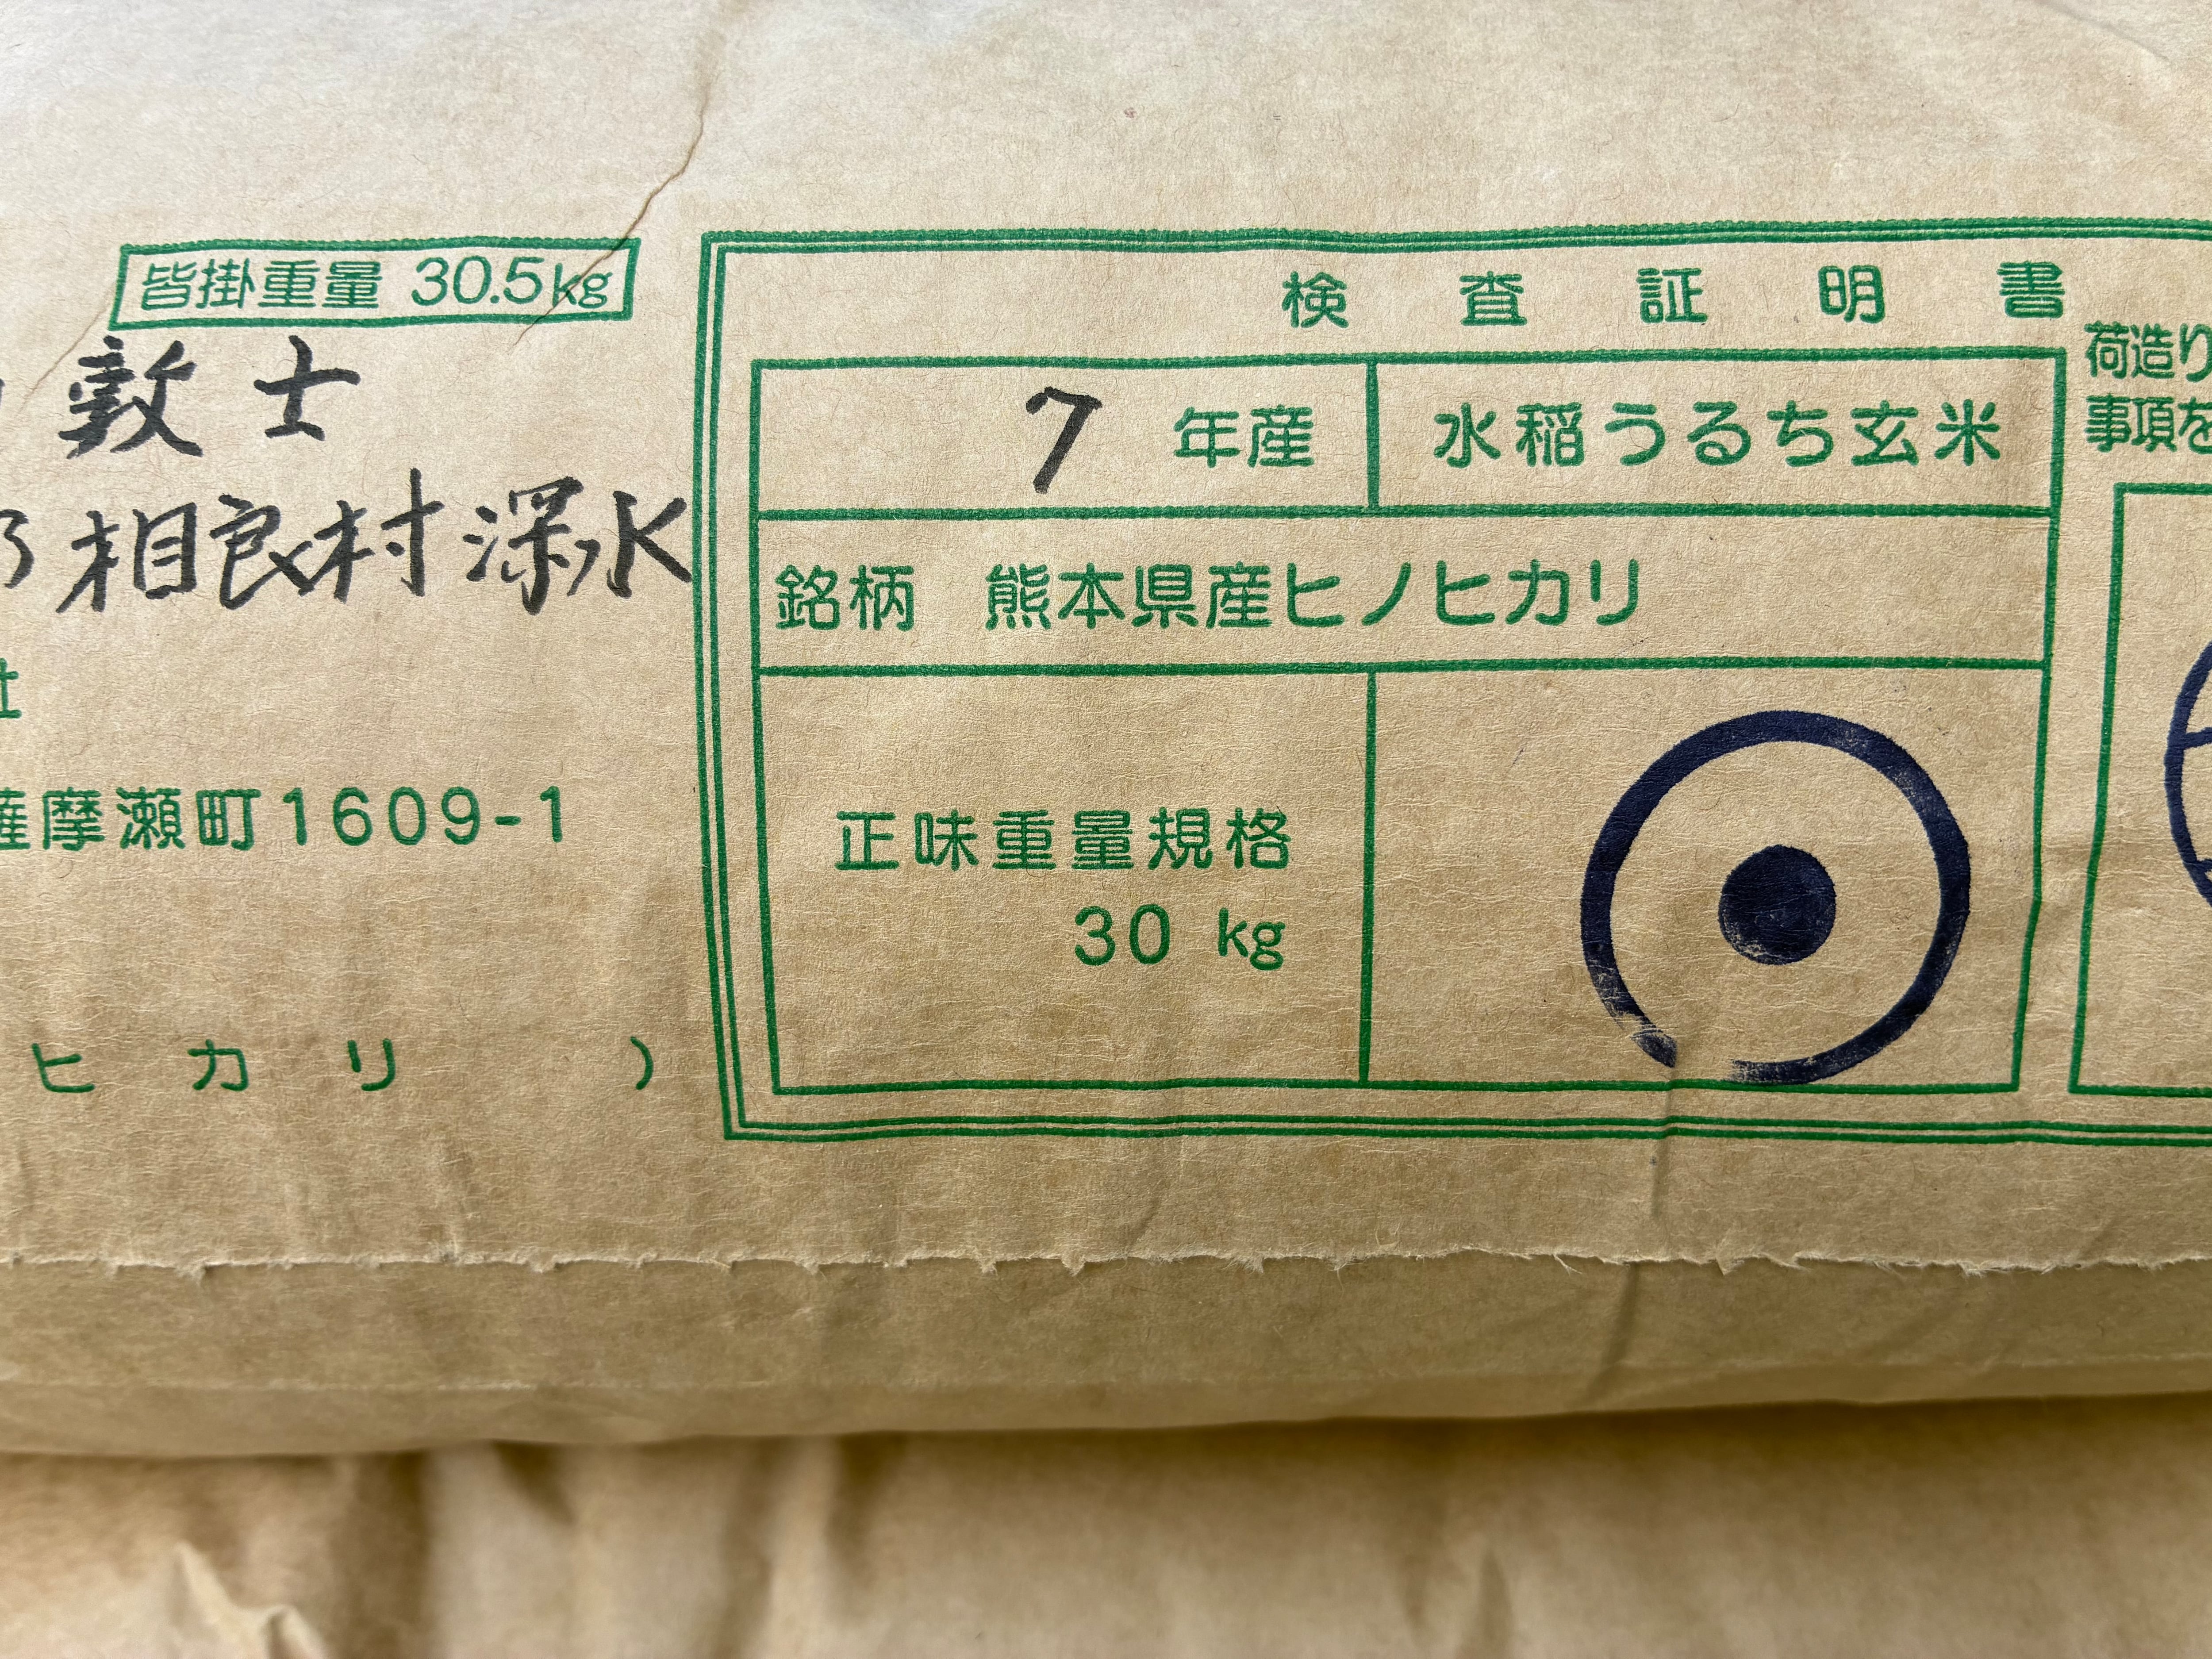 皆掛重量 30.5kg
敦士
相良村深水
社
薩摩瀬町1609-1
ヒカリ )
検査証明書
7 年産 水稲うるち玄米
銘柄 熊本県産ヒノヒカリ
正味重量規格
30 kg
荷造り
事項を